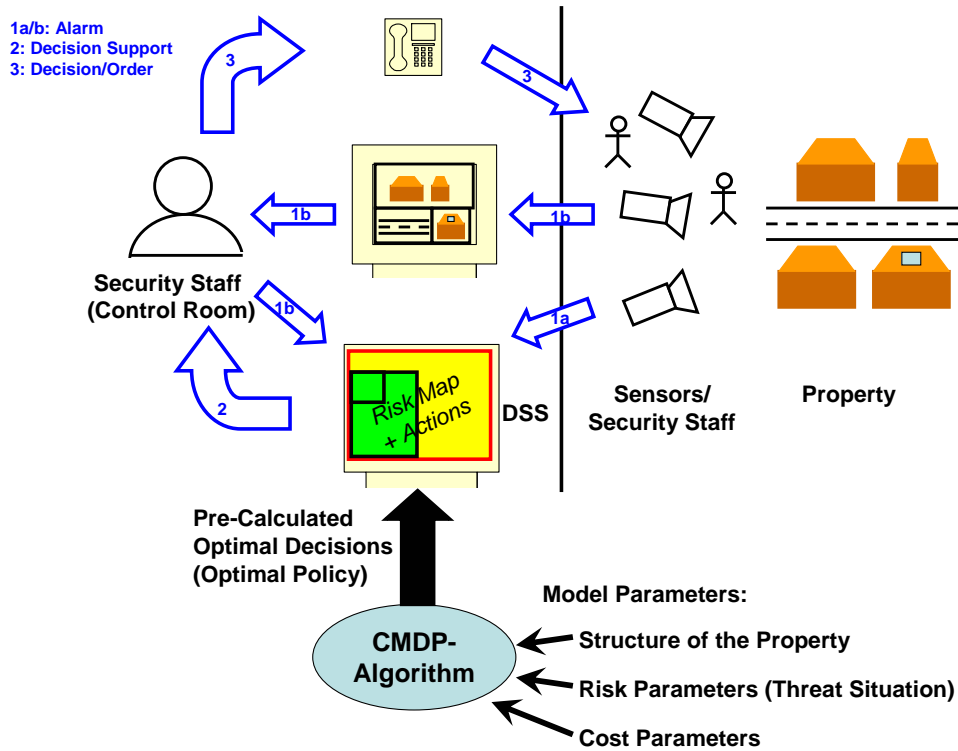 1a/b: Alarm
2: Decision Support
3: Decision/Order
3
3
1b
1b
Security Staff
(Control Room)
1b
1a
2
Risk Map
+ Actions
DSS
Sensors/
Security Staff
Property
Pre-Calculated
Optimal Decisions
(Optimal Policy)
CMDP-
Algorithm
Model Parameters:
Structure of the Property
Risk Parameters (Threat Situation)
Cost Parameters